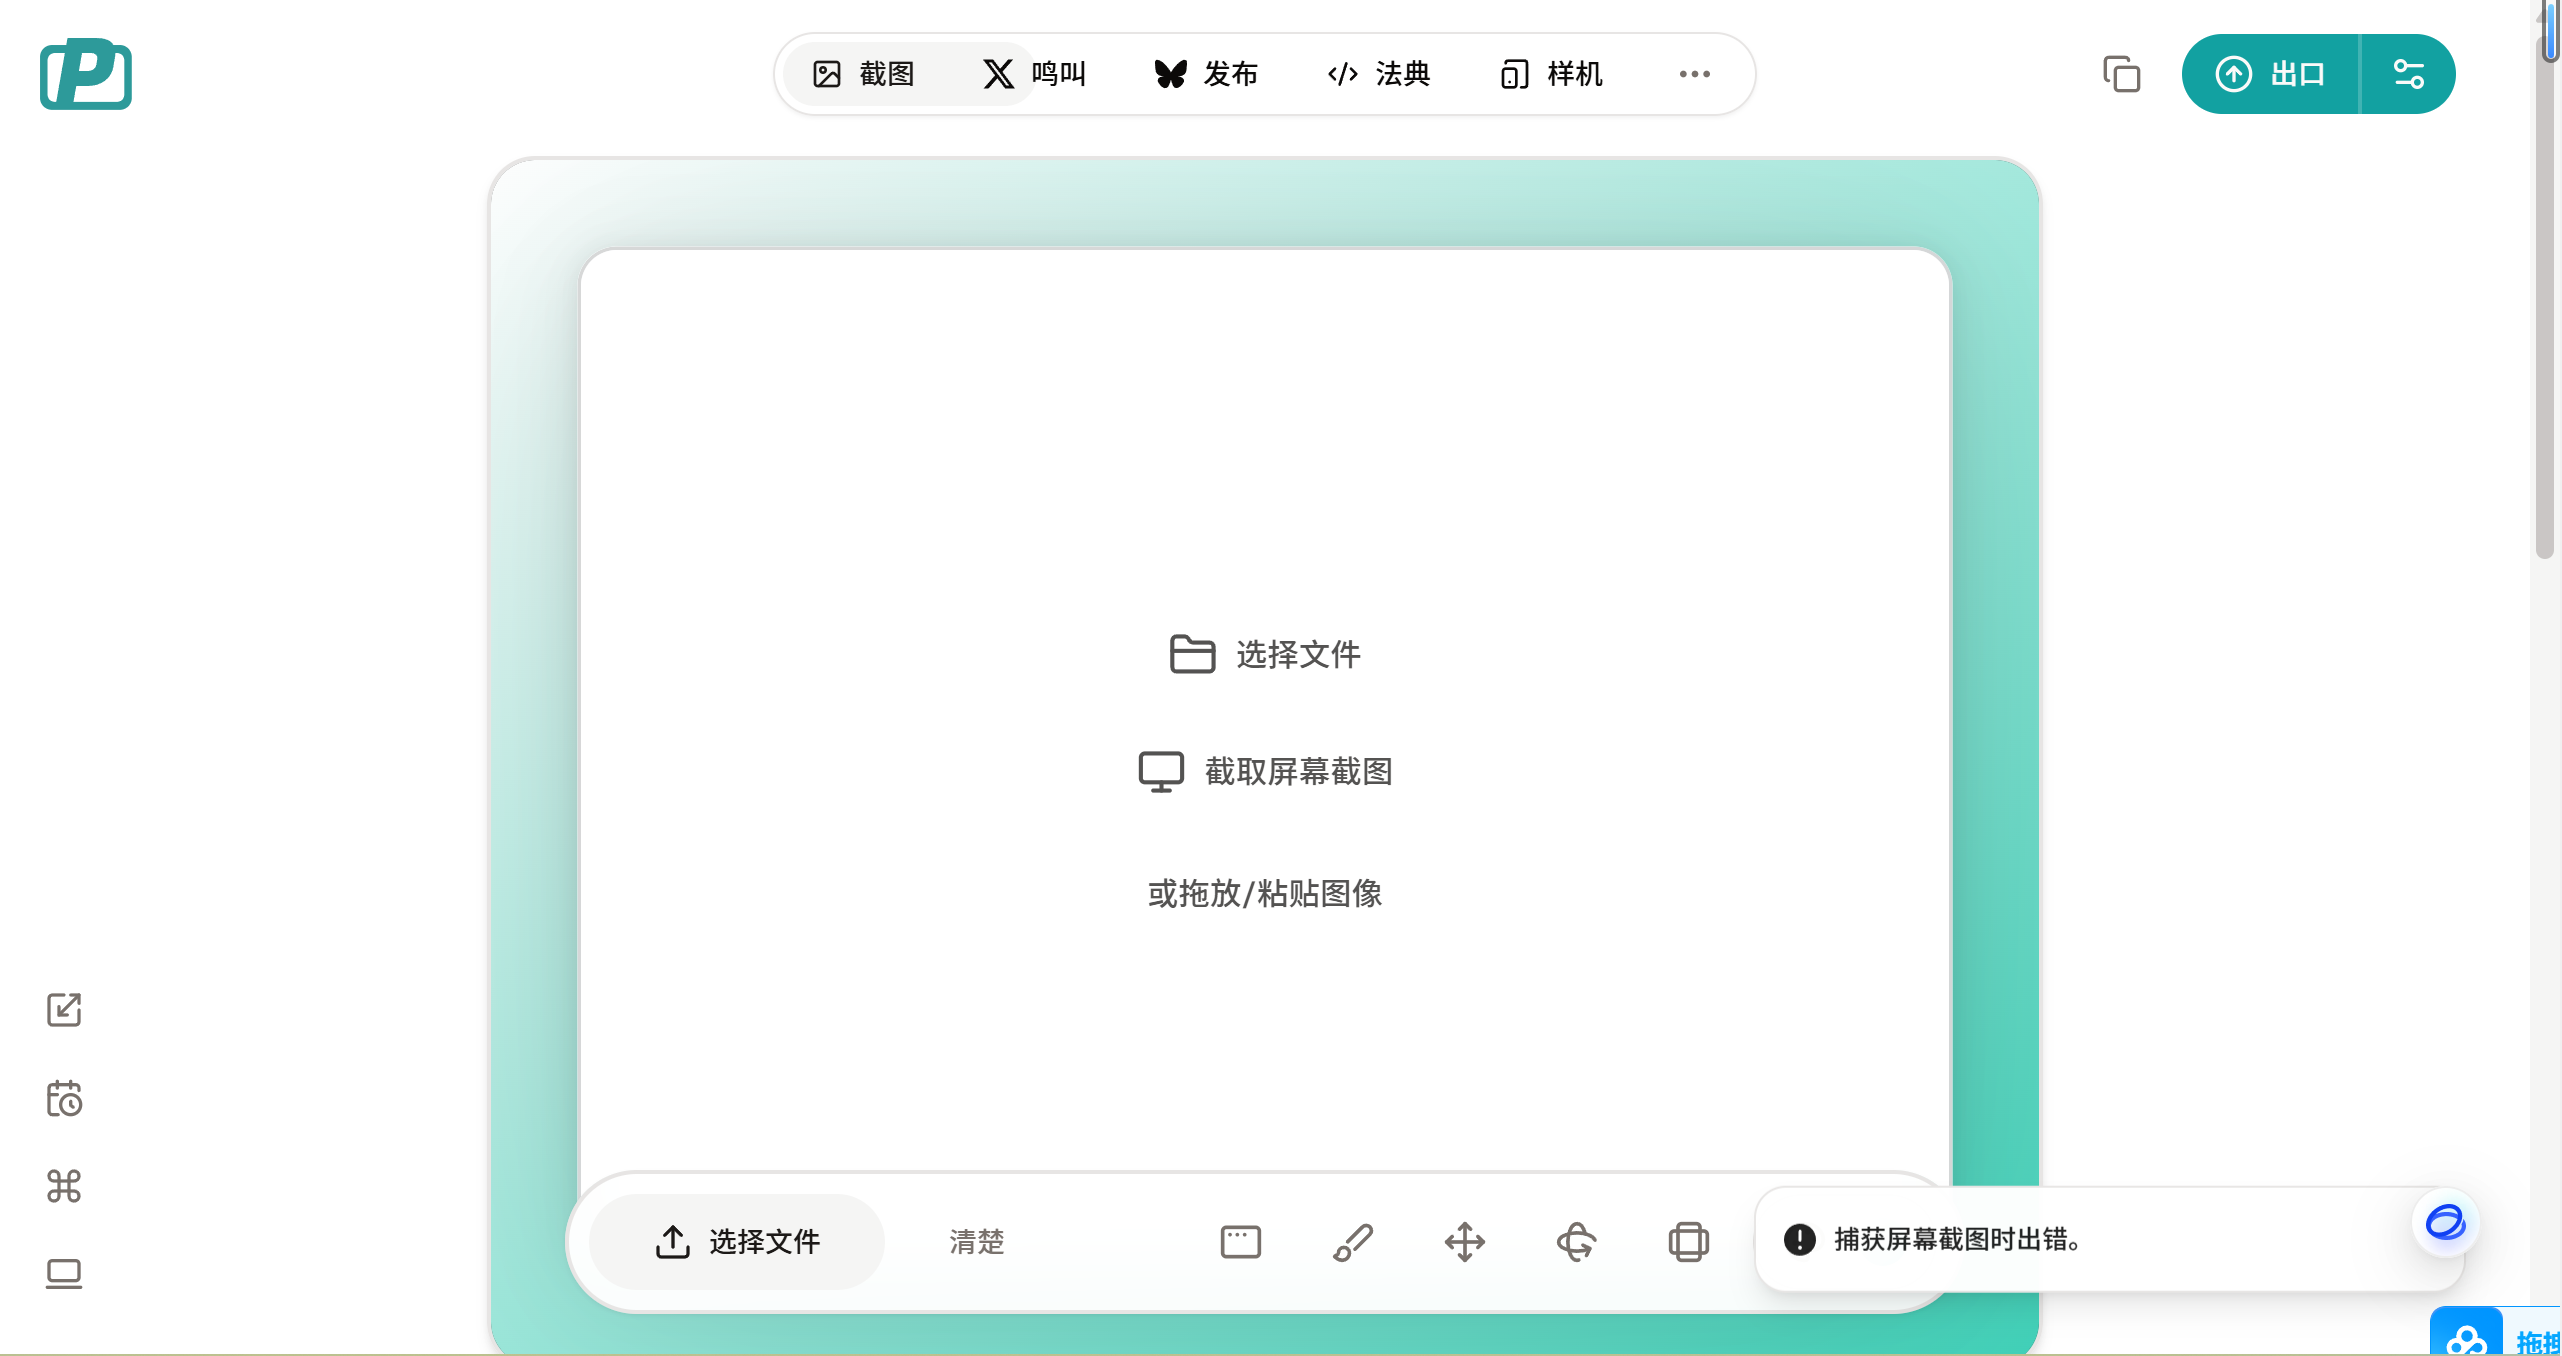 P
截图
鸣叫
发布
法典
样机
出口
选择文件
截取屏幕截图
或拖放/粘贴图像
选择文件
清楚
捕获屏幕截图时出错。
拖拽